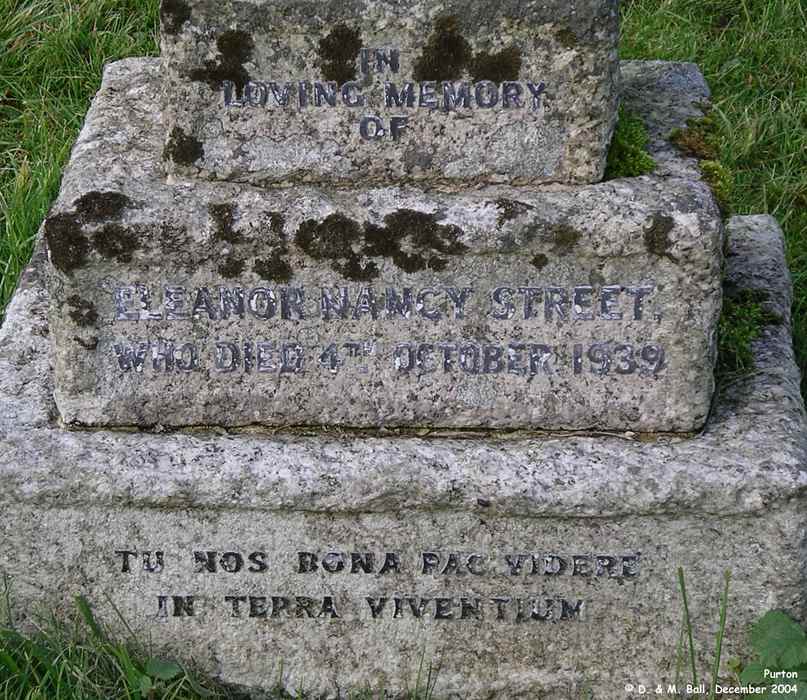 IN
LOVING MEMORY
OF
ELEANOR NANCY STREET,
WHO DIED 4TH OCTOBER 1939
TU NOS BONA FAC VIDERE
IN TERRA VIVENTIUM
Purton
© D. & M. Ball, December 2004